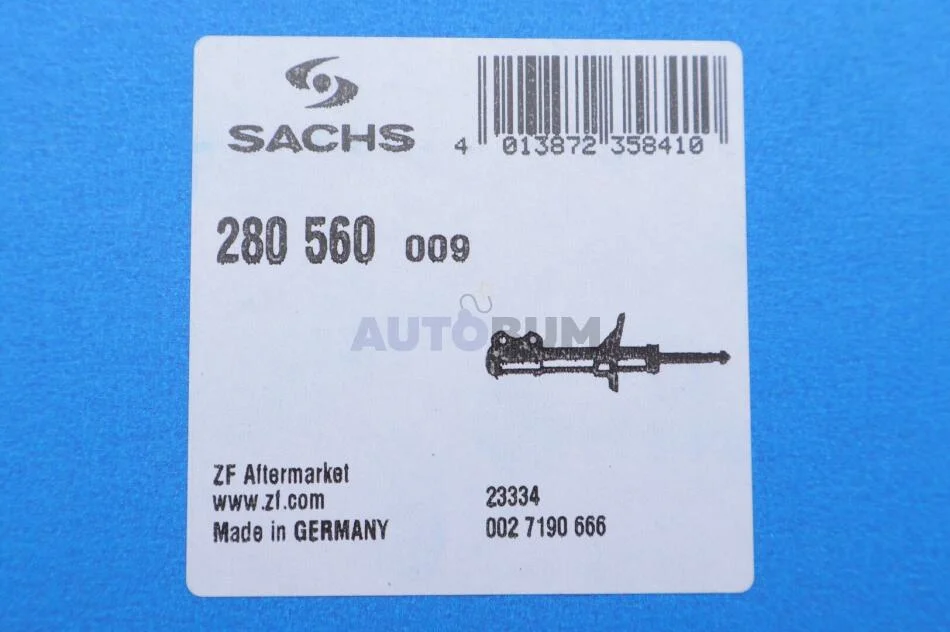 SACHS
4 013872 358410
280 560 009
AUTOBUM
ZF Aftermarket
www.zf.com
Made in GERMANY
23334
002 7190 666